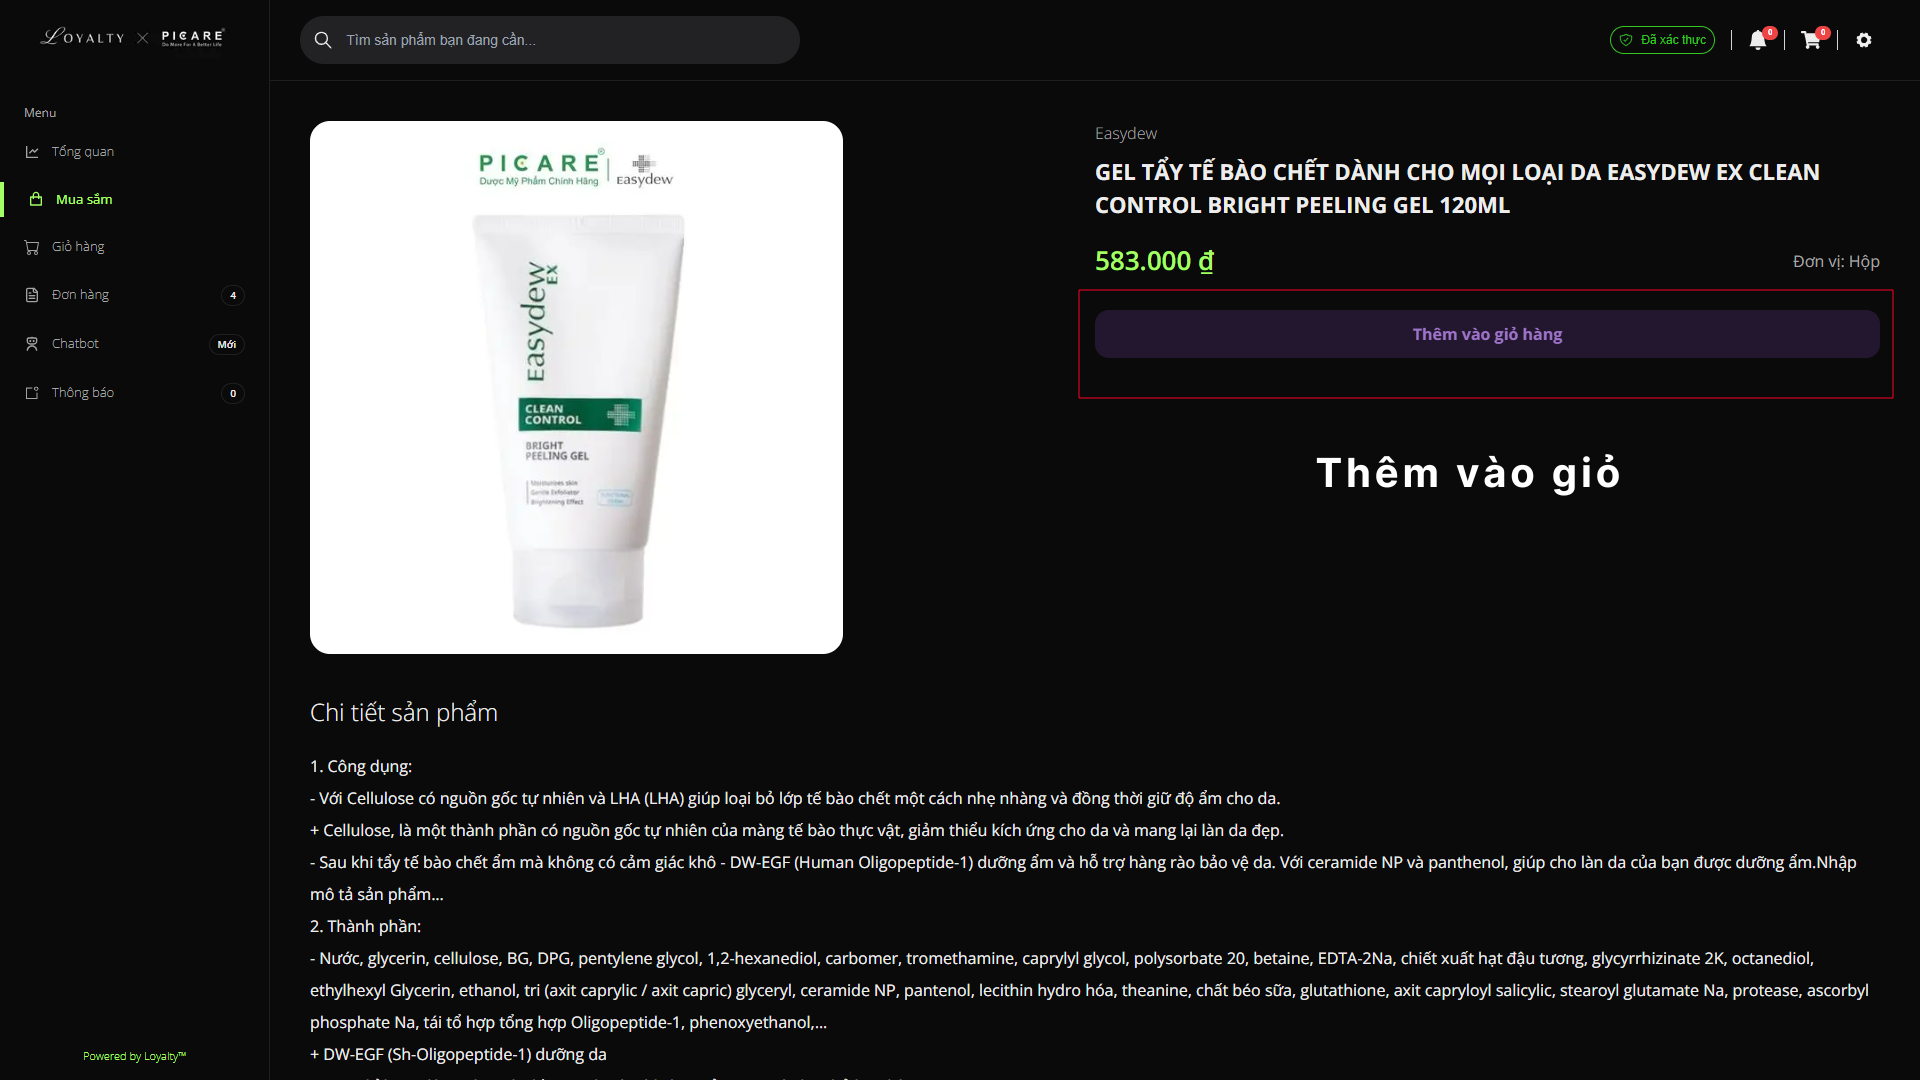 LOYALTY × PICARE
Do More For A Better Life
Tìm sản phẩm bạn đang cần...
Đã xác thực
0
0
Menu
Tổng quan
Mua sắm
Giỏ hàng
Đơn hàng 4
Chatbot Mới
Thông báo 0
Powered by Loyalty™
PICARE®
Dược Mỹ Phẩm Chính Hãng
Easydew
Easydew EX
CLEAN
CONTROL
BRIGHT
PEELING GEL
Moisturizes skin
Gentle Exfoliator
Brightening Effect
Easydew
GEL TẨY TẾ BÀO CHẾT DÀNH CHO MỌI LOẠI DA EASYDEW EX CLEAN
CONTROL BRIGHT PEELING GEL 120ML
583.000 ₫
Đơn vị: Hộp
Thêm vào giỏ hàng
Thêm vào giỏ
Chi tiết sản phẩm
1. Công dụng:
- Với Cellulose có nguồn gốc tự nhiên và LHA (LHA) giúp loại bỏ lớp tế bào chết một cách nhẹ nhàng và đồng thời giữ độ ẩm cho da.
+ Cellulose, là một thành phần có nguồn gốc tự nhiên của màng tế bào thực vật, giảm thiểu kích ứng cho da và mang lại làn da đẹp.
- Sau khi tẩy tế bào chết ẩm mà không có cảm giác khô - DW-EGF (Human Oligopeptide-1) dưỡng ẩm và hỗ trợ hàng rào bảo vệ da. Với ceramide NP và panthenol, giúp cho làn da của bạn được dưỡng ẩm.Nhập
mô tả sản phẩm...
2. Thành phần:
- Nước, glycerin, cellulose, BG, DPG, pentylene glycol, 1,2-hexanediol, carbomer, tromethamine, caprylyl glycol, polysorbate 20, betaine, EDTA-2Na, chiết xuất hạt đậu tương, glycyrrhizinate 2K, octanediol,
ethylhexyl Glycerin, ethanol, tri (axit caprylic / axit capric) glyceryl, ceramide NP, pantenol, lecithin hydro hóa, theanine, chất béo sữa, glutathione, axit capryloyl salicylic, stearoyl glutamate Na, protease, ascorbyl
phosphate Na, tái tổ hợp tổng hợp Oligopeptide-1, phenoxyethanol,...
+ DW-EGF (Sh-Oligopeptide-1) dưỡng da